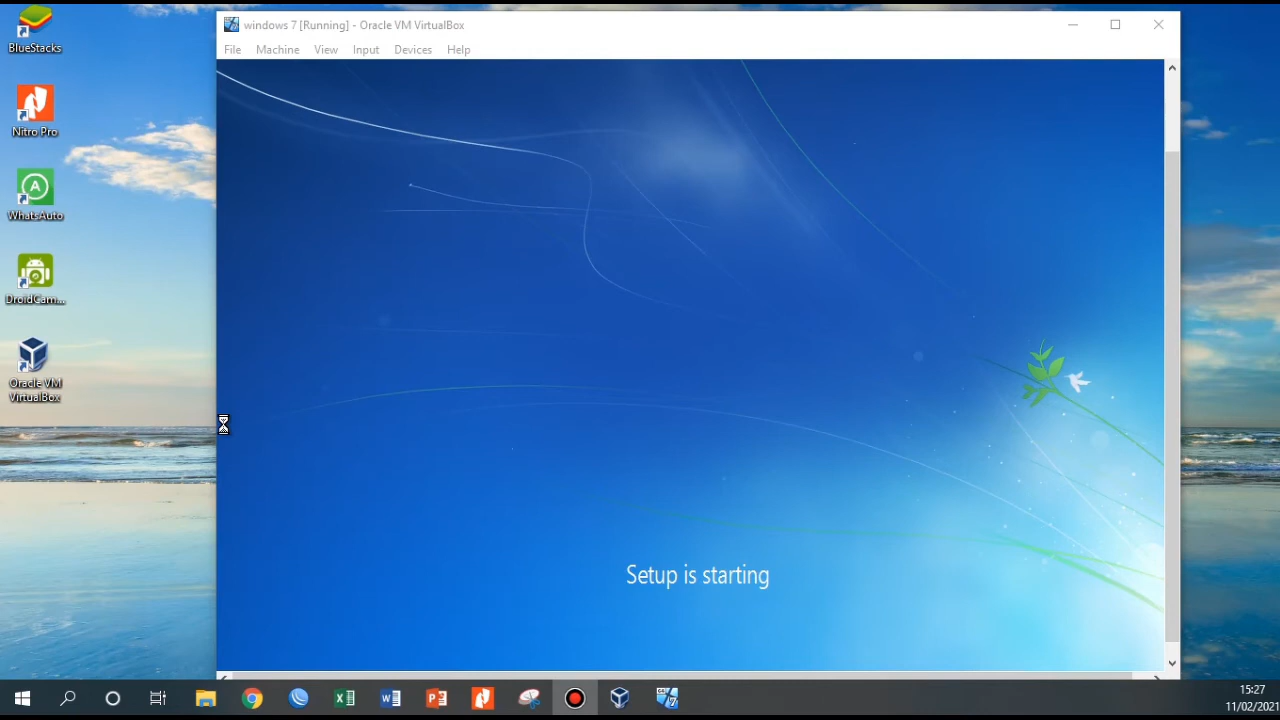 BlueStacks
Nitro Pro
WhatsAuto
DroidCam...
Oracle VM
VirtualBox
windows 7 [Running] - Oracle VM VirtualBox
File Machine View Input Devices Help
Setup is starting
15:27
11/02/2021